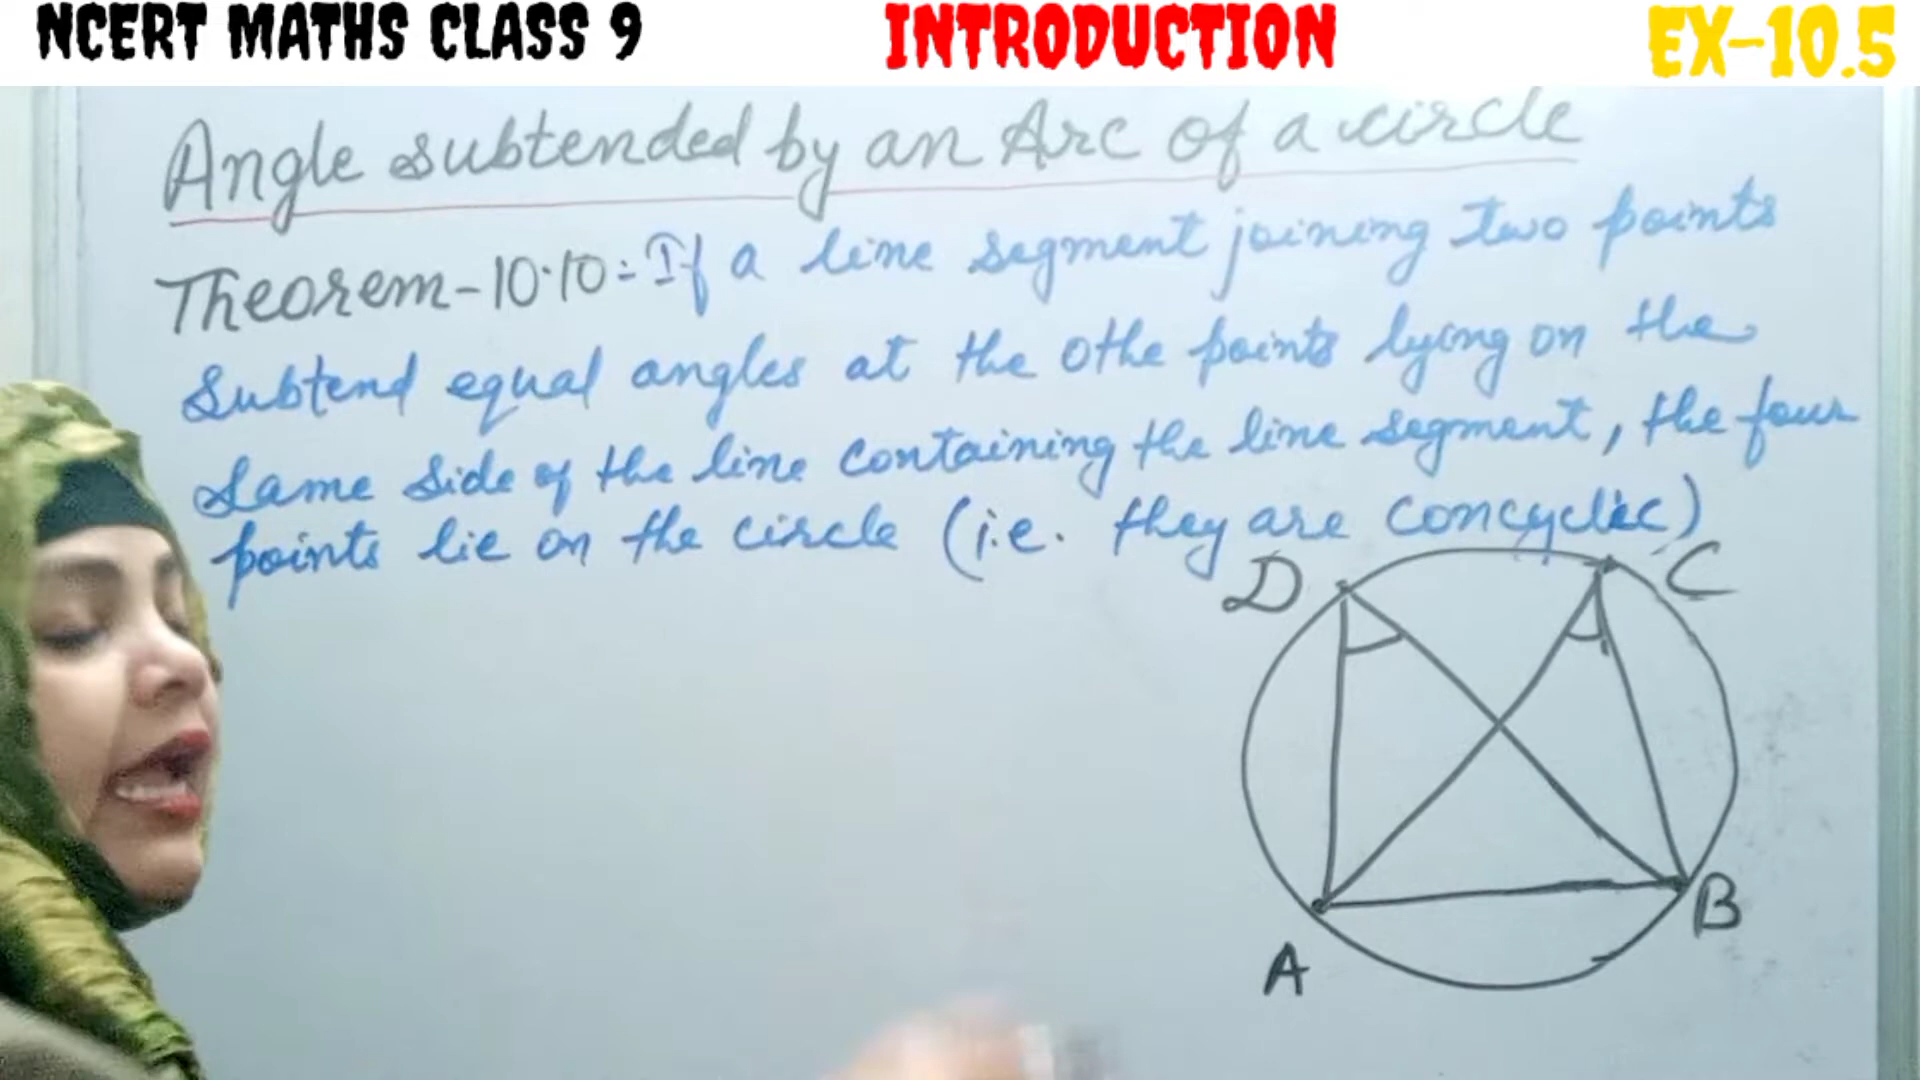 NCERT MATHS CLASS 9 INTRODUCTION EX-10.5
Angle subtended by an Arc of a circle
Theorem-10.10:- If a line segment joining two points
Subtend equal angles at the othe points lying on the
Same side of the line containing the line segment, the four
points lie on the circle (i.e. they are concyclic)
D C
B
A